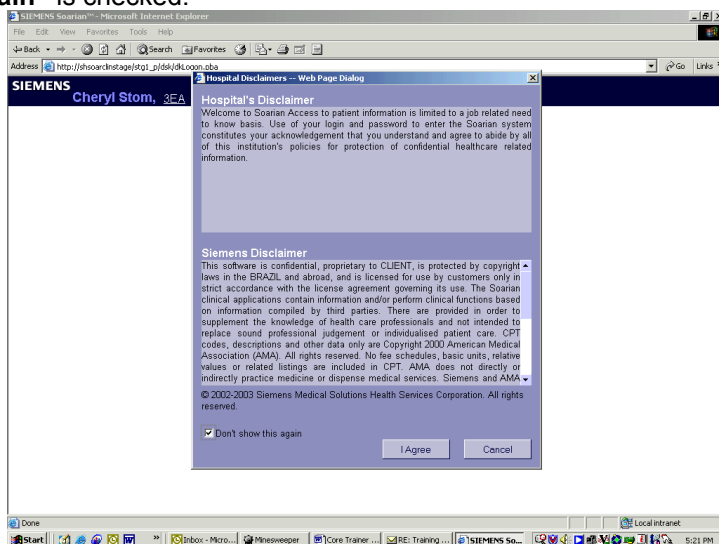 ain" is checked.
SIEMENS Soarian™ - Microsoft Internet Explorer
File Edit View Favorites Tools Help
Back Search Favorites
Address http://shsoarclinstage/stg1_p/dsk/dkLogon.pba Go Links
SIEMENS
Cheryl Stom, 3EA
Hospital Disclaimers -- Web Page Dialog
Hospital's Disclaimer
Welcome to Soarian Access to patient information is limited to a job related need
to know basis. Use of your login and password to enter the Soarian system
constitutes your acknowledgement that you understand and agree to abide by all
of this institution's policies for protection of confidential healthcare related
information.
Siemens Disclaimer
This software is confidential, proprietary to CLIENT, is protected by copyright
laws in the BRAZIL and abroad, and is licensed for use by customers only in
strict accordance with the license agreement governing its use. The Soarian
clinical applications contain information and/or perform clinical functions based
on information compiled by third parties. There are provided in order to
supplement the knowledge of health care professionals and not intended to
replace sound professional judgement or individualised patient care. CPT
codes, descriptions and other data only are Copyright 2000 American Medical
Association (AMA). All rights reserved. No fee schedules, basic units, relative
values or related listings are included in CPT. AMA does not directly or
indirectly practice medicine or dispense medical services. Siemens and AMA
© 2002-2003 Siemens Medical Solutions Health Services Corporation. All rights
reserved.
Don't show this again
I Agree Cancel
Done Local intranet
Start » Inbox - Micro... Minesweeper Core Trainer ... RE: Training ... SIEMENS So... 5:21 PM